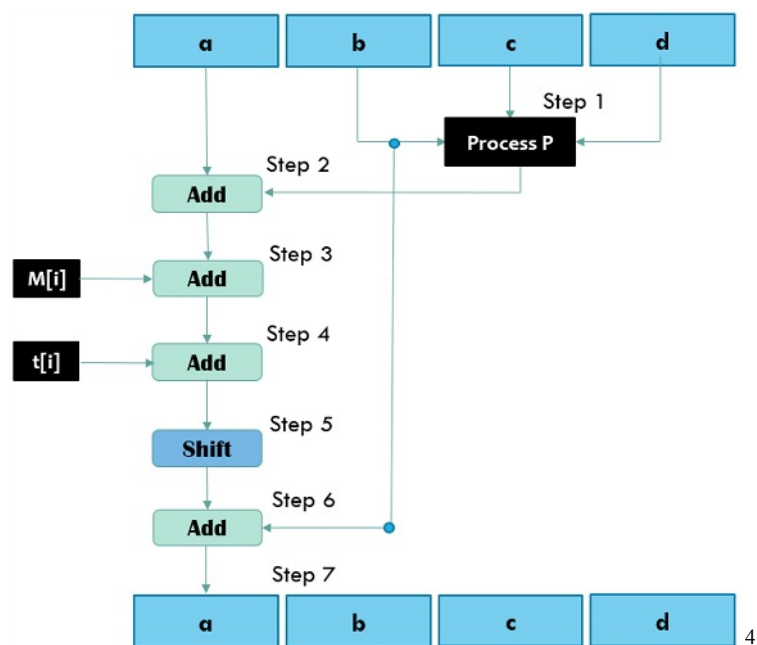 a b c d
Step 1
Process P
Step 2
Add
Step 3
M[i] Add
Step 4
t[i] Add
Step 5
Shift
Step 6
Add
Step 7
a b c d
4